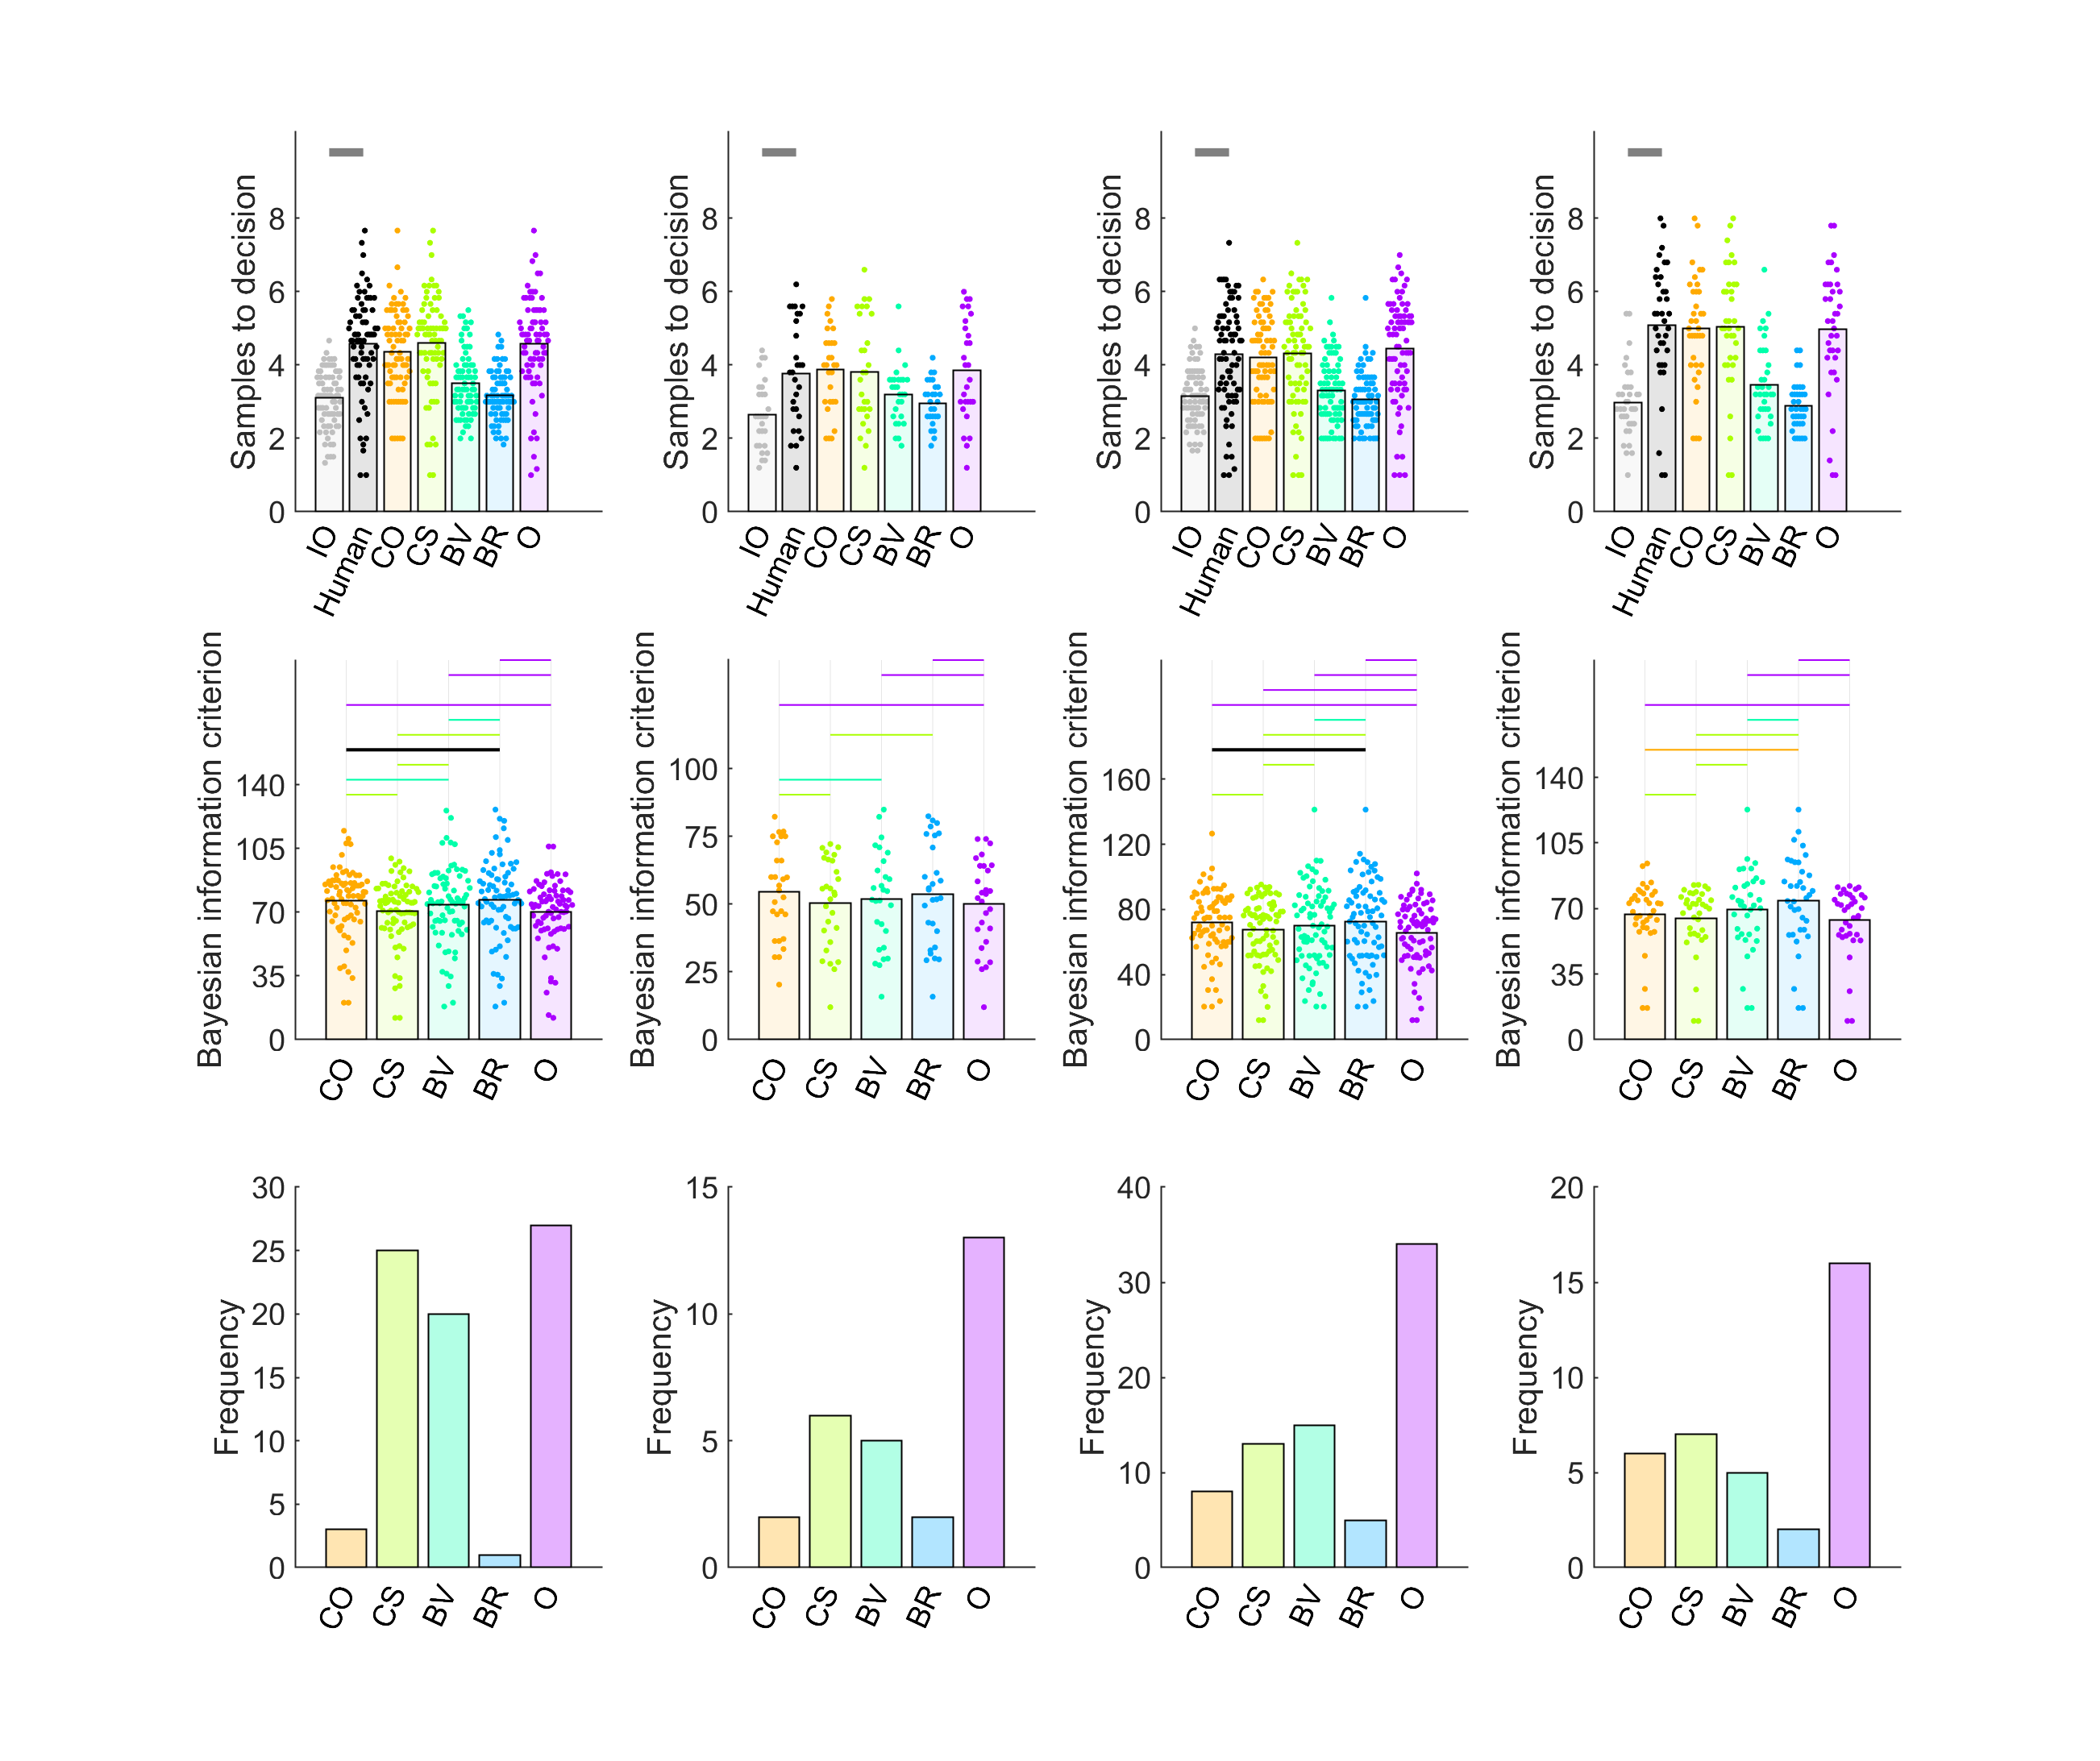 Samples to decision
8
6
4
2
0
IO Human CO CS BV BR O
Samples to decision
8
6
4
2
0
IO Human CO CS BV BR O
Samples to decision
8
6
4
2
0
IO Human CO CS BV BR O
Samples to decision
8
6
4
2
0
IO Human CO CS BV BR O
Bayesian information criterion
140
105
70
35
0
CO CS BV BR O
Bayesian information criterion
100
75
50
25
0
CO CS BV BR O
Bayesian information criterion
160
120
80
40
0
CO CS BV BR O
Bayesian information criterion
140
105
70
35
0
CO CS BV BR O
Frequency
30
25
20
15
10
5
0
CO CS BV BR O
Frequency
15
10
5
0
CO CS BV BR O
Frequency
40
30
20
10
0
CO CS BV BR O
Frequency
20
15
10
5
0
CO CS BV BR O